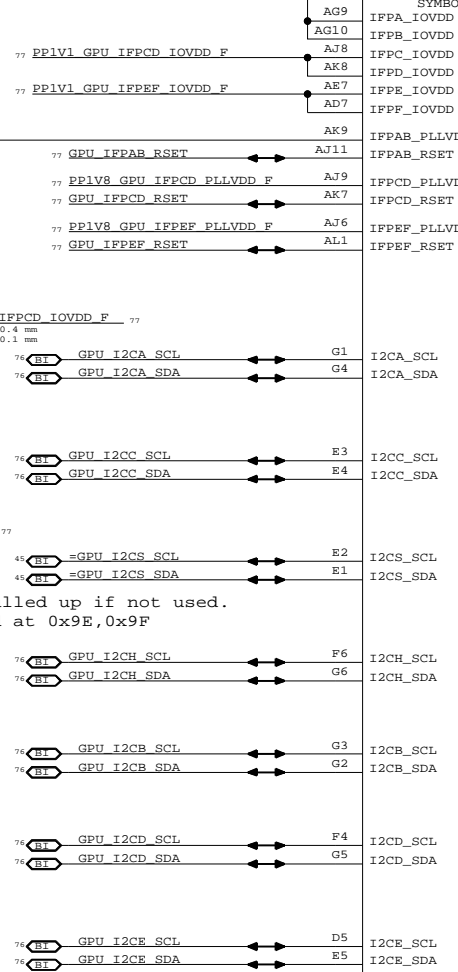 SYMBO
AG9 IFPA_IOVDD
AG10 IFPB_IOVDD
77 PP1V1_GPU_IFPCD_IOVDD_F AJ8 IFPC_IOVDD
AK8 IFPD_IOVDD
77 PP1V1_GPU_IFPEF_IOVDD_F AE7 IFPE_IOVDD
AD7 IFPF_IOVDD
AK9 IFPAB_PLLVD
77 GPU_IFPAB_RSET AJ11 IFPAB_RSET
77 PP1V8_GPU_IFPCD_PLLVDD_F AJ9 IFPCD_PLLVD
77 GPU_IFPCD_RSET AK7 IFPCD_RSET
77 PP1V8_GPU_IFPEF_PLLVDD_F AJ6 IFPEF_PLLVD
77 GPU_IFPEF_RSET AL1 IFPEF_RSET
IFPCD_IOVDD_F 77
0.4 mm
0.1 mm
76 BI GPU_I2CA_SCL G1 I2CA_SCL
76 BI GPU_I2CA_SDA G4 I2CA_SDA
76 BI GPU_I2CC_SCL E3 I2CC_SCL
76 BI GPU_I2CC_SDA E4 I2CC_SDA
77
45 BI =GPU_I2CS_SCL E2 I2CS_SCL
45 BI =GPU_I2CS_SDA E1 I2CS_SDA
lled up if not used.
at 0x9E,0x9F
76 BI GPU_I2CH_SCL F6 I2CH_SCL
76 BI GPU_I2CH_SDA G6 I2CH_SDA
76 BI GPU_I2CB_SCL G3 I2CB_SCL
76 BI GPU_I2CB_SDA G2 I2CB_SDA
76 BI GPU_I2CD_SCL F4 I2CD_SCL
76 BI GPU_I2CD_SDA G5 I2CD_SDA
76 BI GPU_I2CE_SCL D5 I2CE_SCL
76 BI GPU_I2CE_SDA E5 I2CE_SDA